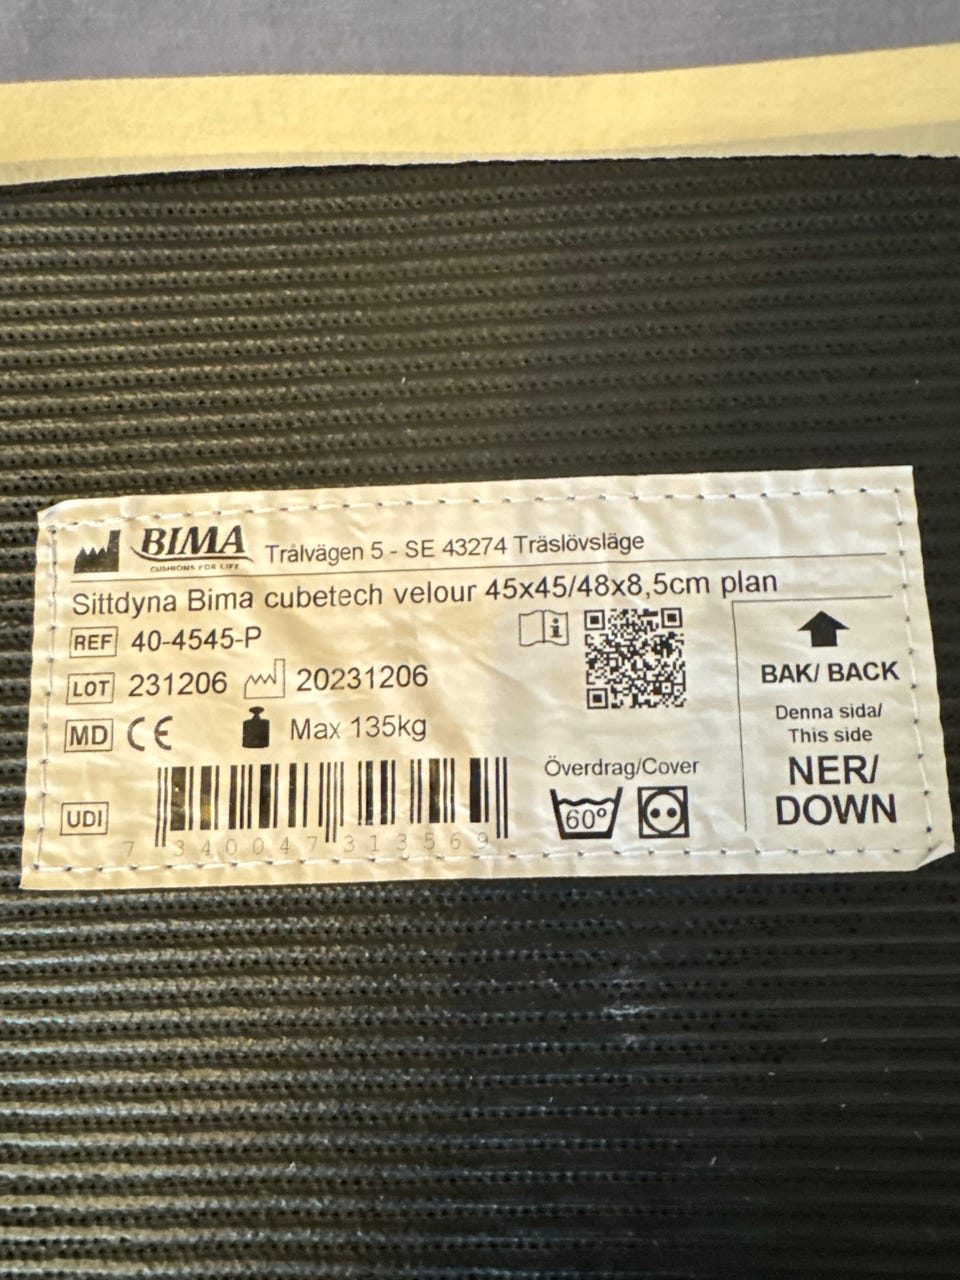 BIMA
CUSHIONS FOR LIFE
Trålvägen 5 - SE 43274 Träslövsläge
Sittdyna Bima cubetech velour 45x45/48x8,5cm plan
REF 40-4545-P
LOT 231206 20231206
MD CE Max 135kg
UDI
7 340047 313569
Överdrag/Cover
60°
BAK/ BACK
Denna sida/
This side
NER/
DOWN